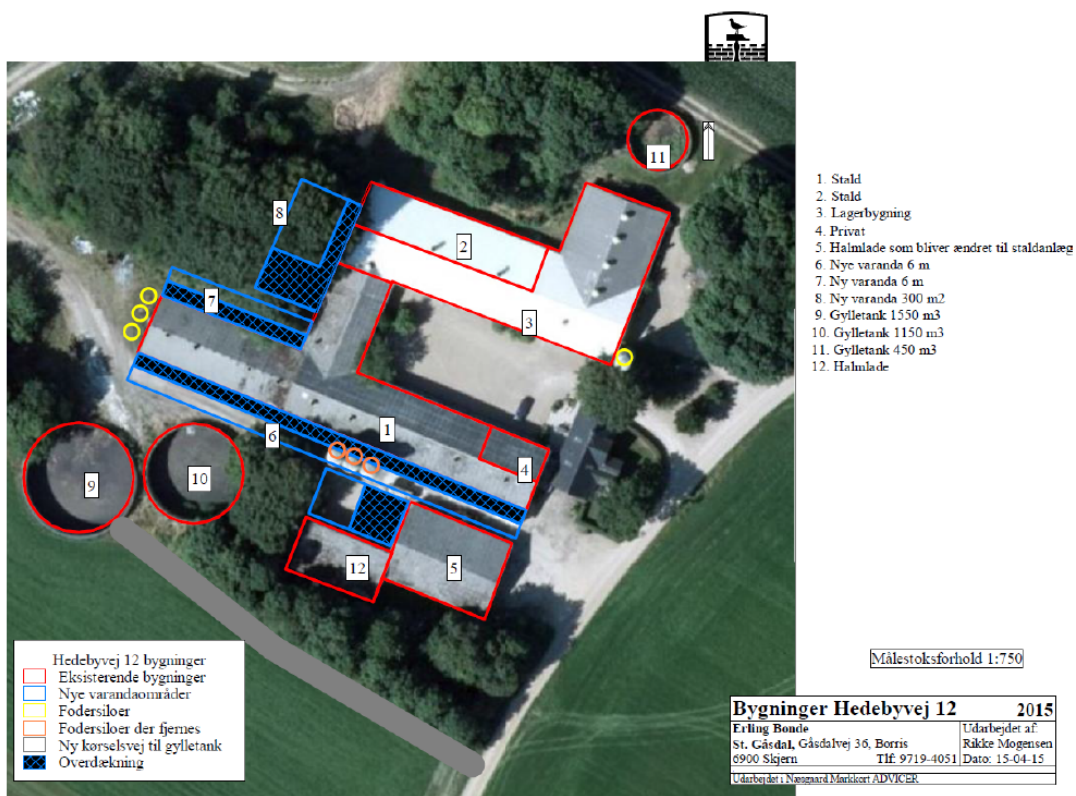 11
8
2
7
3
1
6
4
9
10
12
5
1. Stald
2. Stald
3. Lagerbygning
4. Privat
5. Halmlade som bliver ændret til staldanlæg
6. Nye varanda 6 m
7. Ny varanda 6 m
8. Ny varanda 300 m2
9. Gylletank 1550 m3
10. Gylletank 1150 m3
11. Gylletank 450 m3
12. Halmlade
Hedebyvej 12 bygninger
Eksisterende bygninger
Nye varandaområder
Fodersiloer
Fodersiloer der fjernes
Ny kørselsvej til gylletank
Overdækning
Målestoksforhold 1:750
Bygninger Hedebyvej 12 2015
Erling Bonde
St. Gåsdal, Gåsdalvej 36, Borris
6900 Skjern Tlf: 9719-4051
Udarbejdet af:
Rikke Mogensen
Dato: 15-04-15
Udarbejdet i Næsgaard Markkort ADVICER